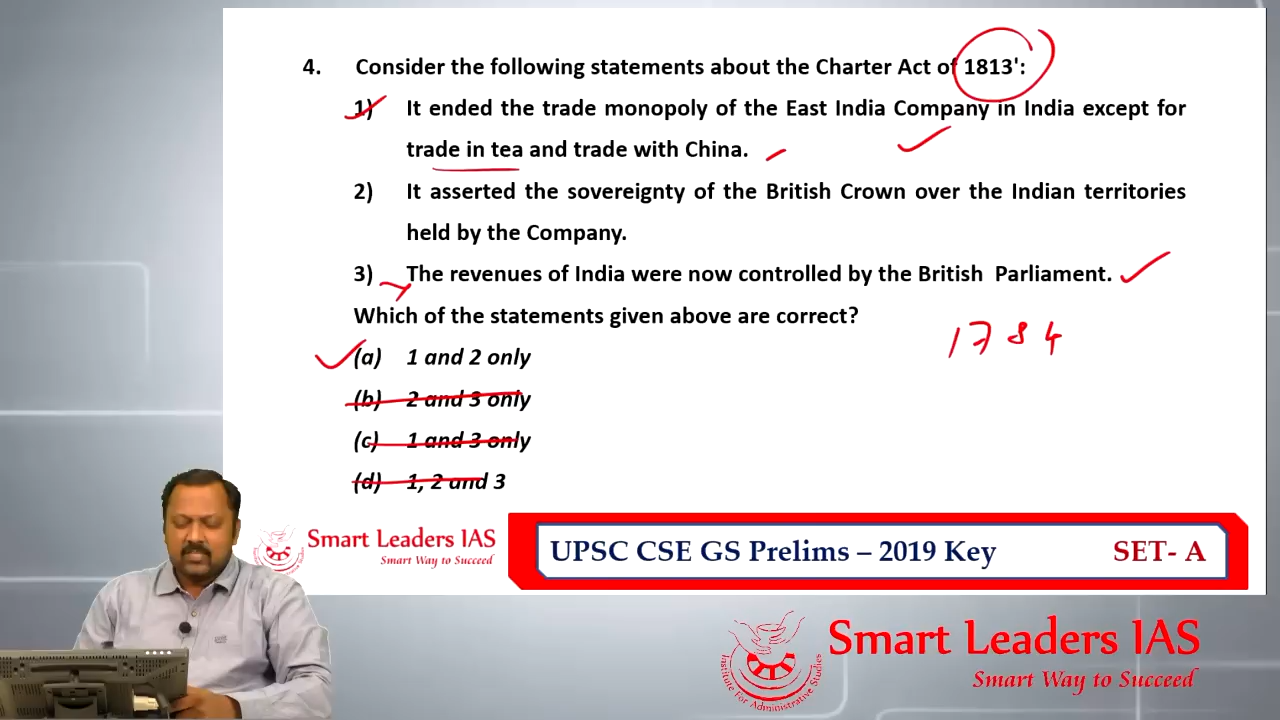 4. Consider the following statements about the Charter Act of 1813':
1) It ended the trade monopoly of the East India Company in India except for
trade in tea and trade with China.
2) It asserted the sovereignty of the British Crown over the Indian territories
held by the Company.
3) The revenues of India were now controlled by the British Parliament.
Which of the statements given above are correct?
1784
(a) 1 and 2 only
(b) 2 and 3 only
(c) 1 and 3 only
(d) 1, 2 and 3
Smart Leaders IAS
Smart Way to Succeed
UPSC CSE GS Prelims – 2019 Key SET- A
Institute For Administrative Studies
Smart Leaders IAS
Smart Way to Succeed